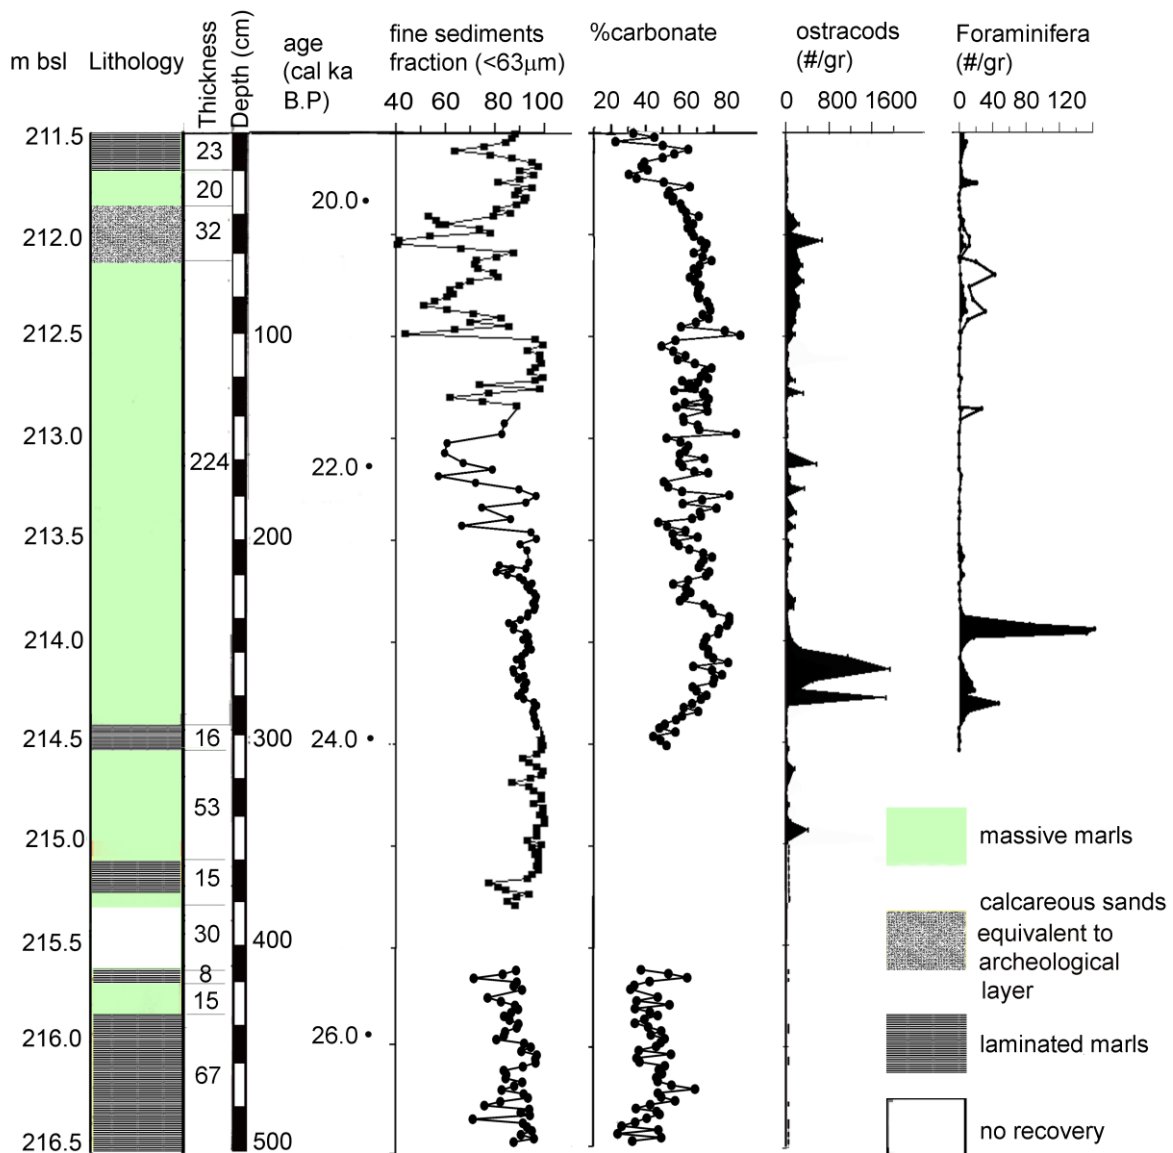 m bsl
Lithology
Thickness
Depth (cm)
age
(cal ka
B.P)
fine sediments
fraction (<63μm)
%carbonate
ostracods
(#/gr)
Foraminifera
(#/gr)
40 60 80 100
20 40 60 80
0 800 1600
0 40 80 120
211.5
23
20
20.0
212.0
32
212.5
100
213.0
224
22.0
213.5
200
214.0
214.5
16
300
24.0
53
215.0
15
215.5
30
400
8
15
216.0
26.0
67
216.5
500
massive marls
calcareous sands
equivalent to
archeological
layer
laminated marls
no recovery